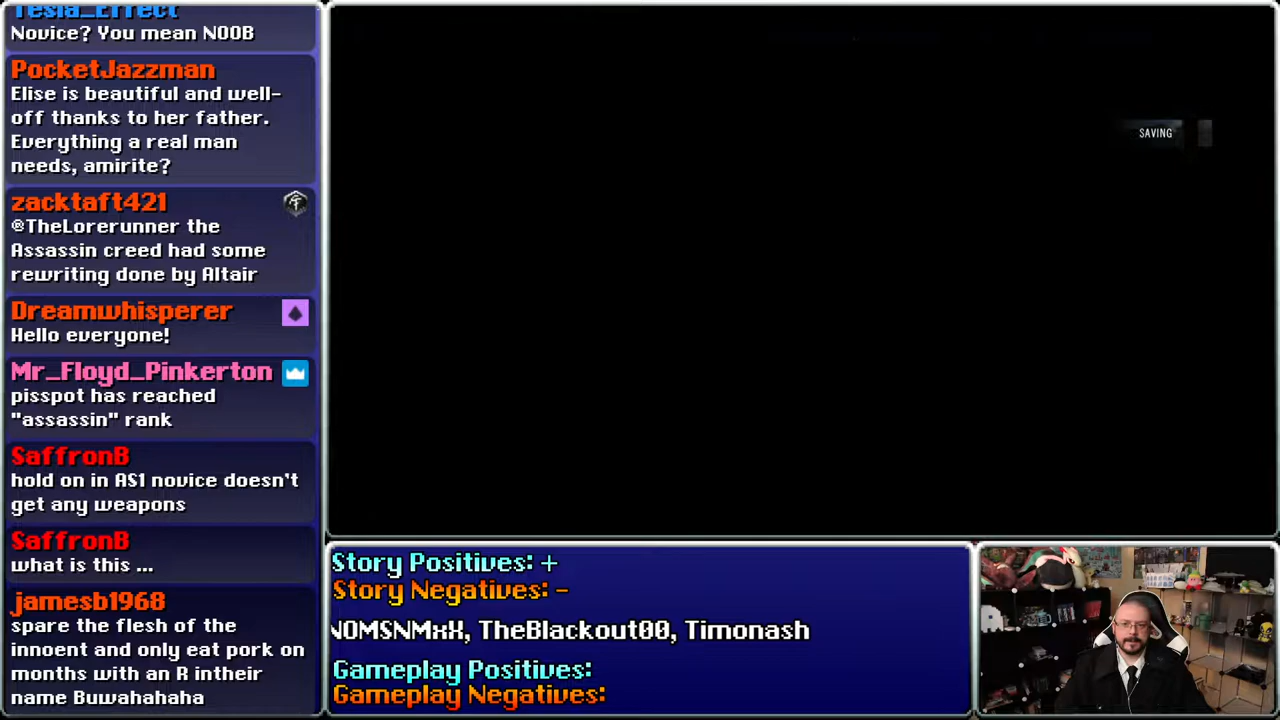 Tesla_Effect
Novice? You mean NOOB
PocketJazzman
Elise is beautiful and well-
off thanks to her father.
Everything a real man
needs, amirite?
zacktaft421
@TheLorerunner the
Assassin creed had some
rewriting done by Altair
Dreamwhisperer
Hello everyone!
Mr_Floyd_Pinkerton
pisspot has reached
"assassin" rank
SaffronB
hold on in AS1 novice doesn't
get any weapons
SaffronB
what is this ...
jamesb1968
spare the flesh of the
innoent and only eat pork on
months with an R intheir
name Buwahahaha
SAVING
Story Positives: +
Story Negatives: -
NOMSNMxX, TheBlackout00, Timonash
Gameplay Positives:
Gameplay Negatives: